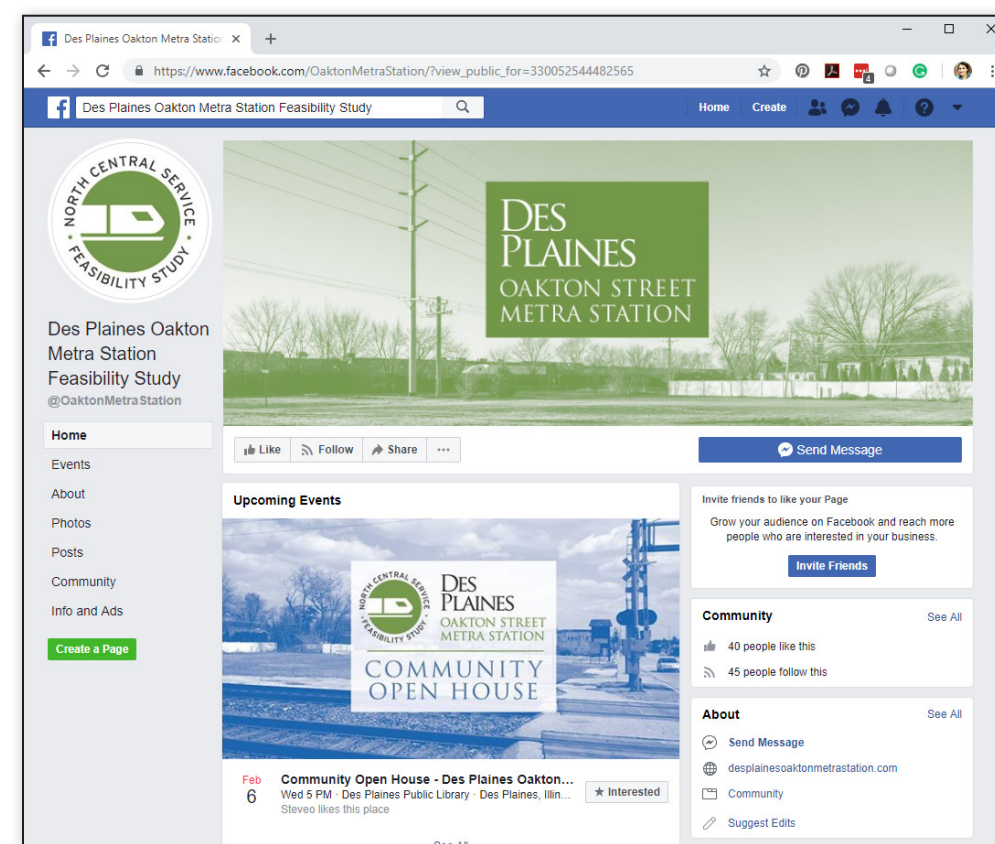 Des Plaines Oakton Metra Station
https://www.facebook.com/OaktonMetraStation/?view_public_for=330052544482565
4
Des Plaines Oakton Metra Station Feasibility Study
Home Create
NORTH CENTRAL SERVICE
FEASIBILITY STUDY
DES
PLAINES
OAKTON STREET
METRA STATION
Des Plaines Oakton
Metra Station
Feasibility Study
@OaktonMetraStation
Home
Events
About
Photos
Posts
Community
Info and Ads
Create a Page
Like Follow Share ...
Send Message
Upcoming Events
NORTH CENTRAL SERVICE
FEASIBILITY STUDY
DES
PLAINES
OAKTON STREET
METRA STATION
COMMUNITY
OPEN HOUSE
Feb
6
Community Open House - Des Plaines Oakton...
Wed 5 PM · Des Plaines Public Library · Des Plaines, Illin...
Steveo likes this place
★ Interested
See All
Invite friends to like your Page
Grow your audience on Facebook and reach more
people who are interested in your business.
Invite Friends
Community See All
40 people like this
45 people follow this
About See All
Send Message
desplainesoaktonmetrastation.com
Community
Suggest Edits